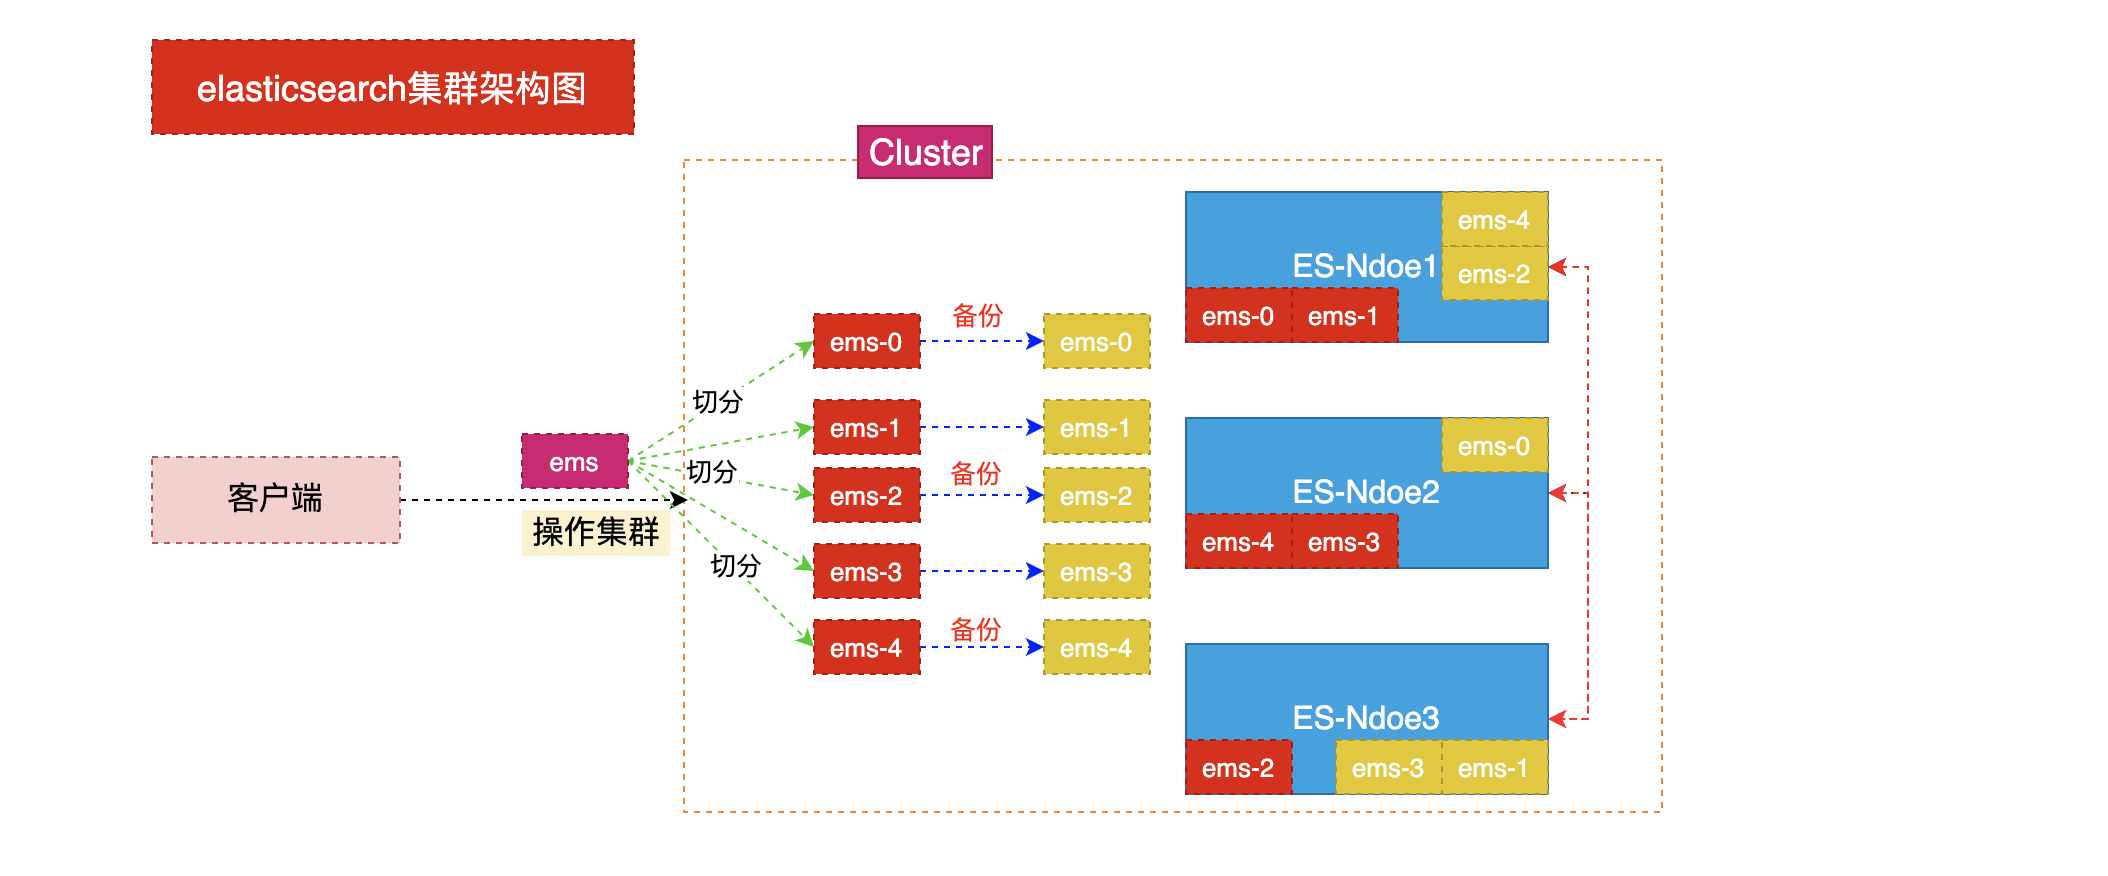 elasticsearch集群架构图
Cluster
客户端
ems
操作集群
切分
切分
切分
ems-0
备份
ems-0
ems-1
ems-1
ems-2
备份
ems-2
ems-3
ems-3
ems-4
备份
ems-4
ems-4
ES-Ndoe1
ems-2
ems-0
ems-1
ems-0
ES-Ndoe2
ems-4
ems-3
ES-Ndoe3
ems-2
ems-3
ems-1